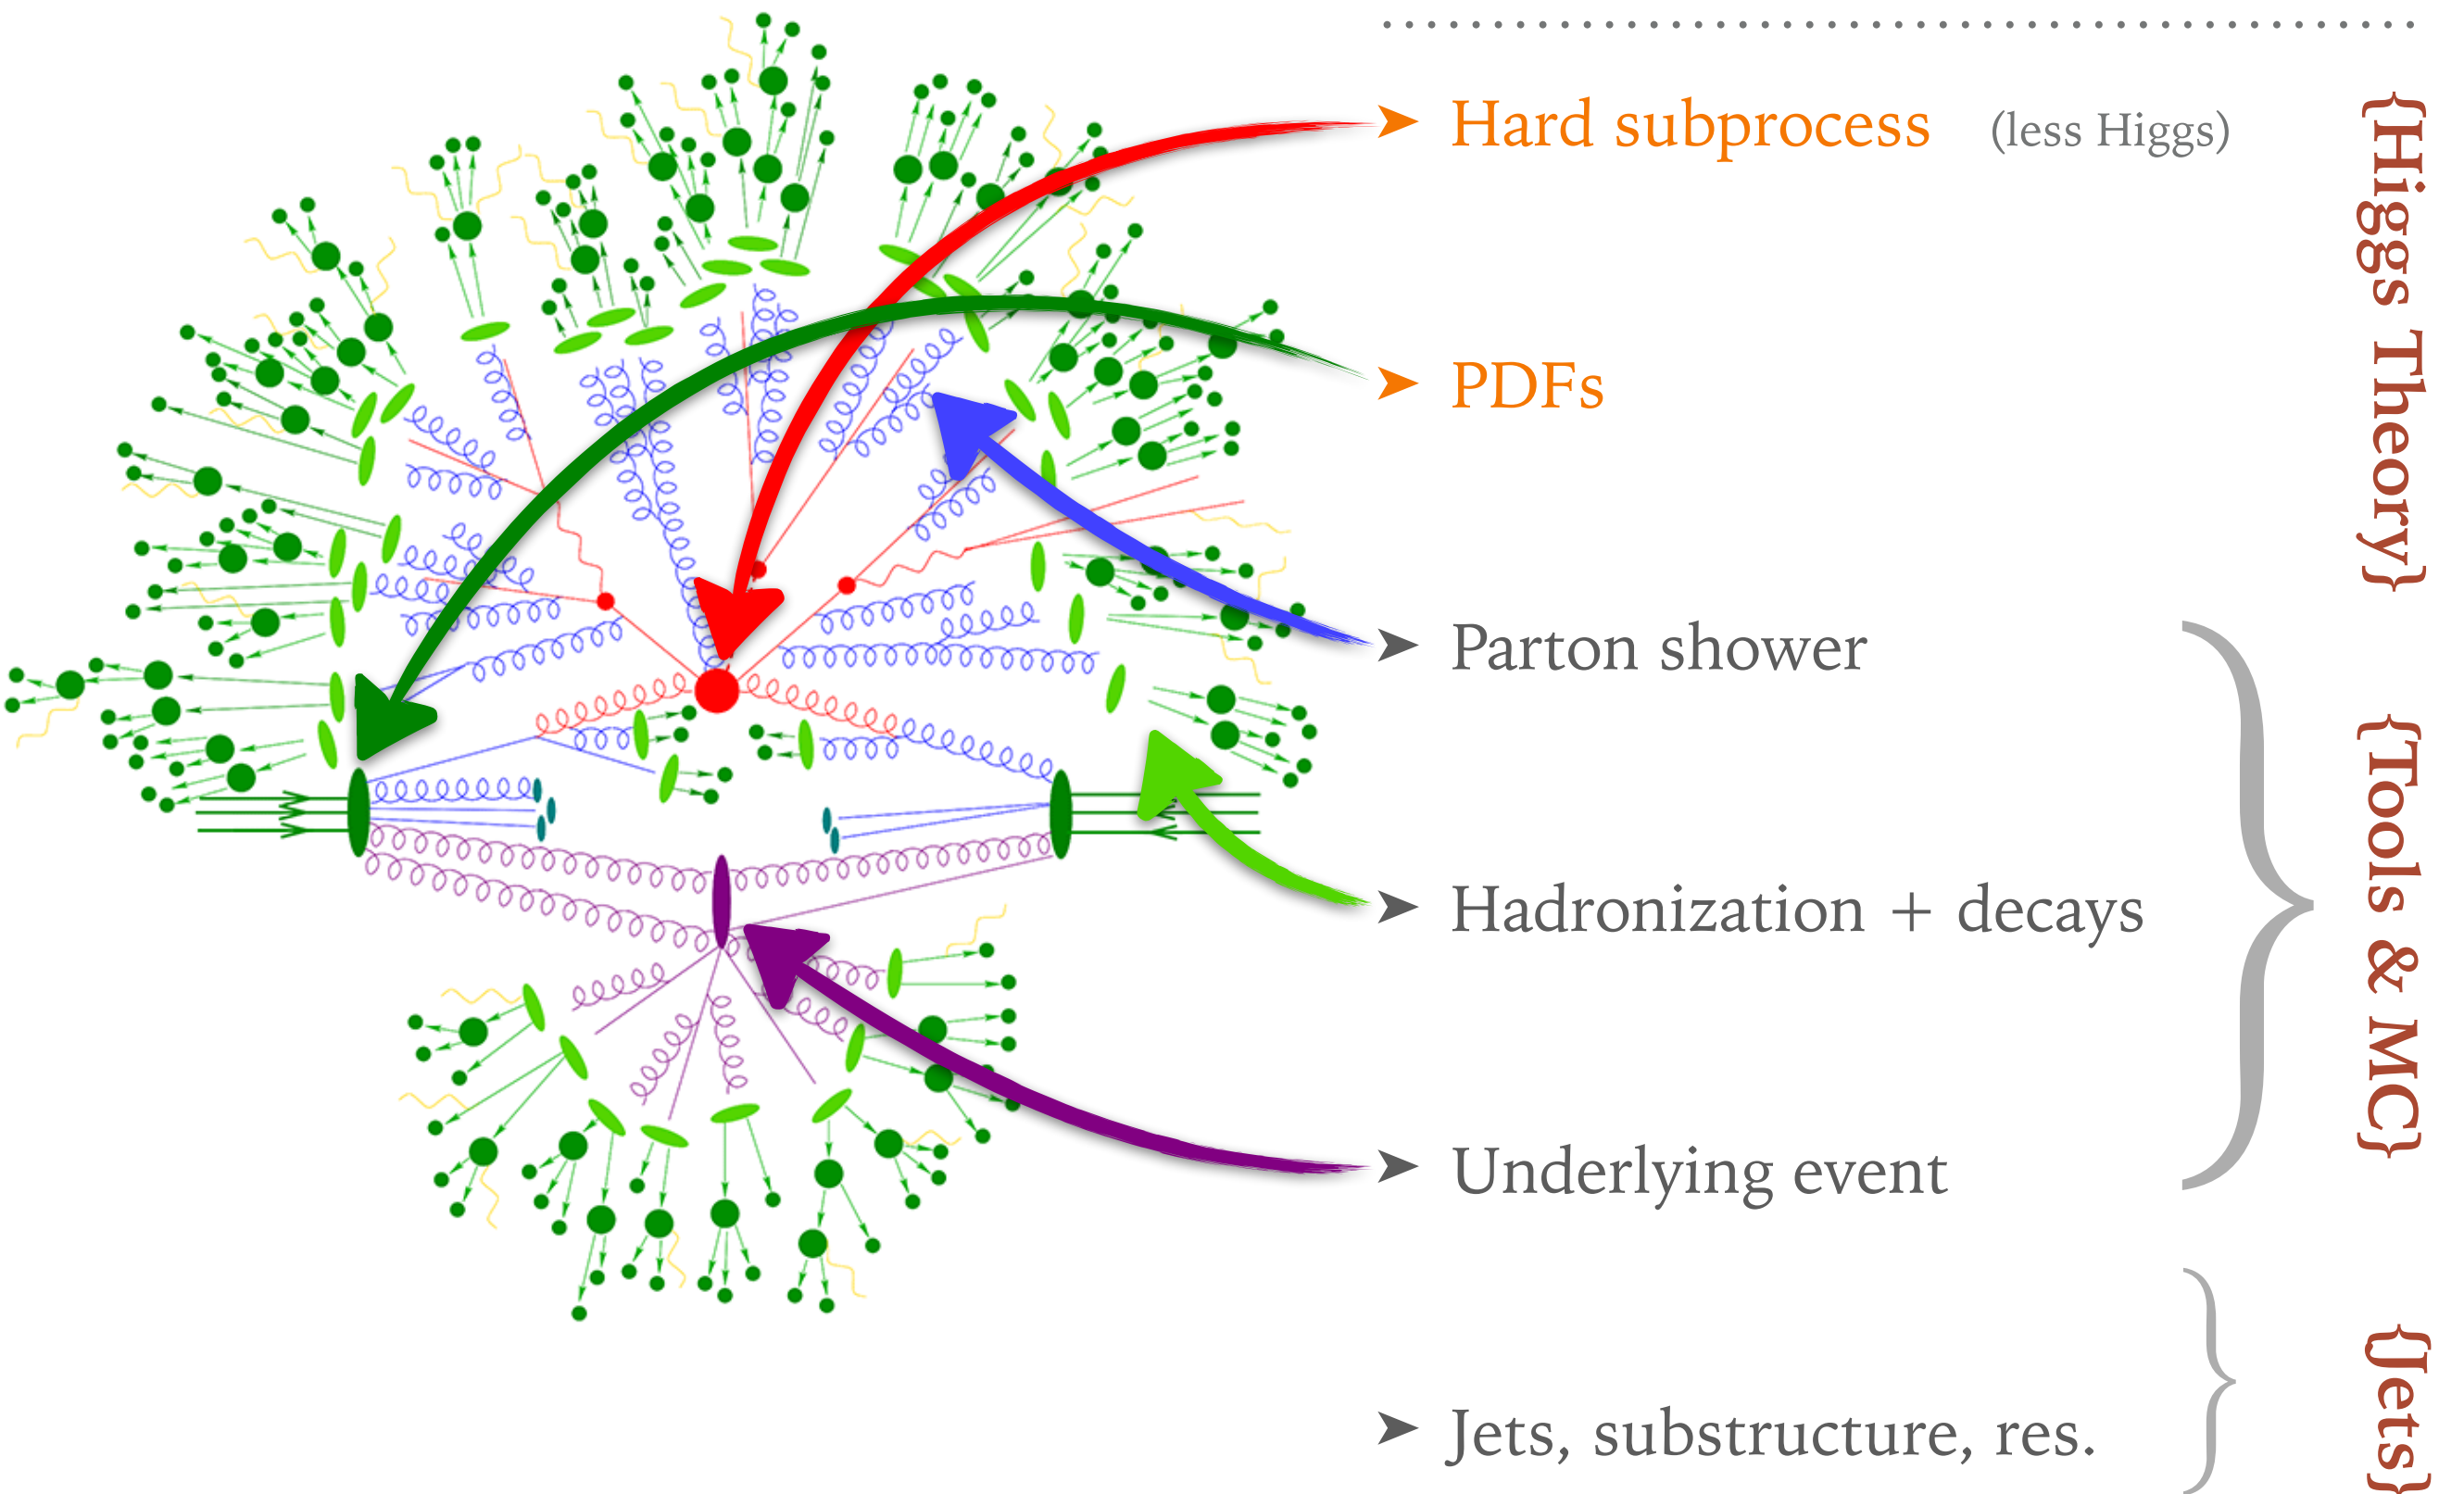 Hard subprocess (less Higgs)
PDFs
Parton shower
Hadronization + decays
Underlying event
Jets, substructure, res.
{Higgs Theory}
{Tools & MC}
{Jets}